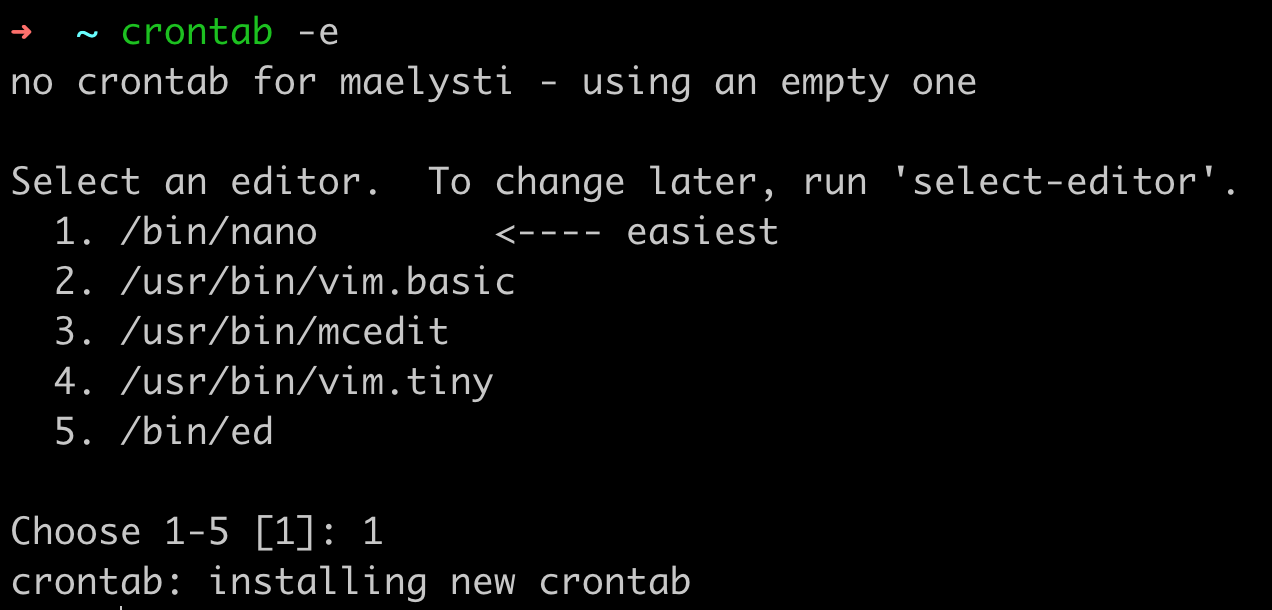 ➜  ~ crontab -e
no crontab for maelysti - using an empty one
Select an editor.  To change later, run 'select-editor'.
  1. /bin/nano        <---- easiest
  2. /usr/bin/vim.basic
  3. /usr/bin/mcedit
  4. /usr/bin/vim.tiny
  5. /bin/ed
Choose 1-5 [1]: 1
crontab: installing new crontab